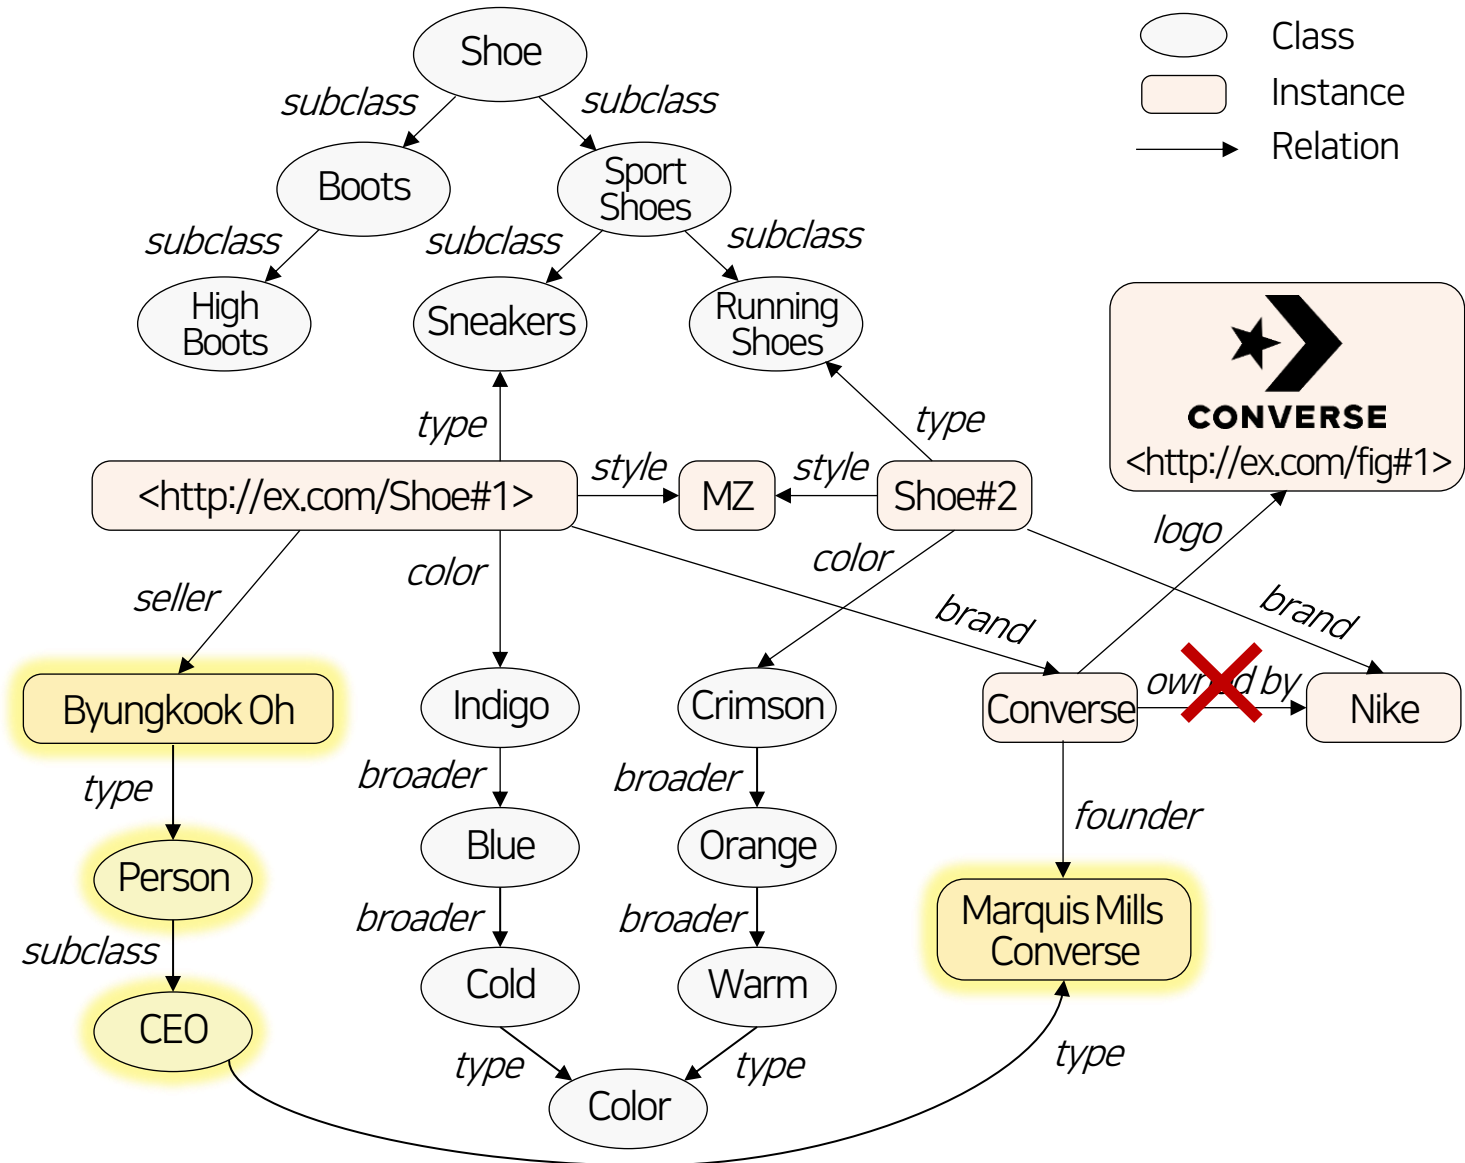 Shoe
Class
Instance
Relation
subclass
subclass
Boots
Sport
Shoes
subclass
subclass
subclass
High
Boots
Sneakers
Running
Shoes
CONVERSE
<http://ex.com/fig#1>
type
type
<http://ex.com/Shoe#1>
style
MZ
style
Shoe#2
logo
seller
color
color
brand
brand
Byungkook Oh
Indigo
Crimson
Converse
owned by
Nike
type
broader
broader
founder
Person
Blue
Orange
subclass
broader
broader
Marquis Mills
Converse
CEO
Cold
Warm
type
type
type
Color